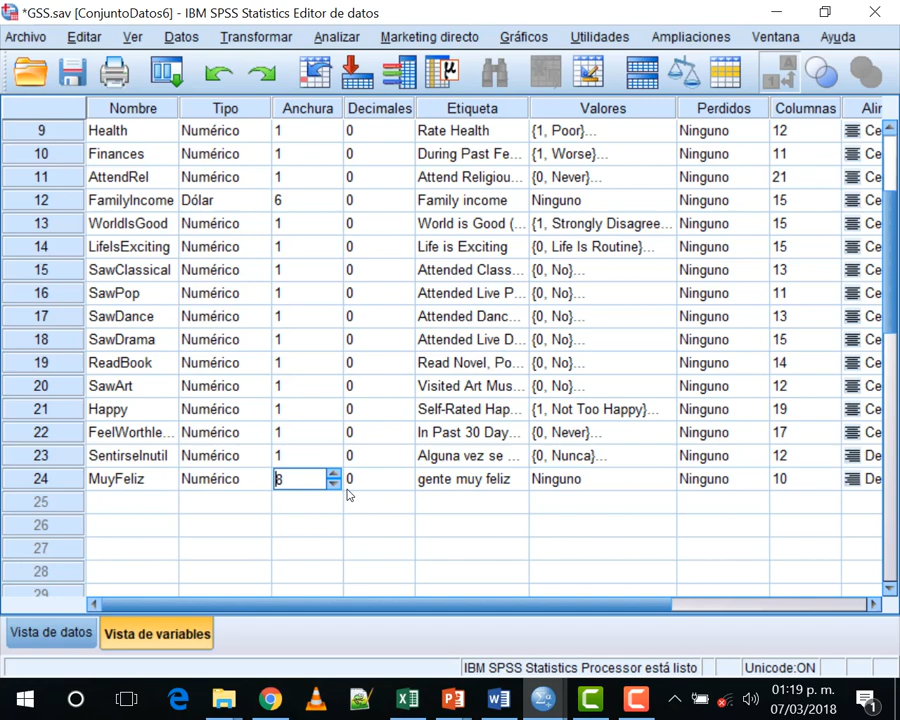 *GSS.sav [ConjuntoDatos6] - IBM SPSS Statistics Editor de datos
Archivo Editar Ver Datos Transformar Analizar Marketing directo Gráficos Utilidades Ampliaciones Ventana Ayuda
Nombre Tipo Anchura Decimales Etiqueta Valores Perdidos Columnas Alir
9 Health Numérico 1 0 Rate Health {1, Poor}... Ninguno 12 Ce
10 Finances Numérico 1 0 During Past Fe... {1, Worse}... Ninguno 11 Ce
11 AttendRel Numérico 1 0 Attend Religiou... {0, Never}... Ninguno 21 Ce
12 FamilyIncome Dólar 6 0 Family income Ninguno Ninguno 15 Ce
13 WorldIsGood Numérico 1 0 World is Good (... {1, Strongly Disagree... Ninguno 15 Ce
14 LifeIsExciting Numérico 1 0 Life is Exciting {0, Life Is Routine}... Ninguno 15 Ce
15 SawClassical Numérico 1 0 Attended Class... {0, No}... Ninguno 13 Ce
16 SawPop Numérico 1 0 Attended Live P... {0, No}... Ninguno 11 Ce
17 SawDance Numérico 1 0 Attended Danc... {0, No}... Ninguno 13 Ce
18 SawDrama Numérico 1 0 Attended Live D... {0, No}... Ninguno 15 Ce
19 ReadBook Numérico 1 0 Read Novel, Po... {0, No}... Ninguno 14 Ce
20 SawArt Numérico 1 0 Visited Art Mus... {0, No}... Ninguno 12 Ce
21 Happy Numérico 1 0 Self-Rated Hap... {1, Not Too Happy}... Ninguno 19 Ce
22 FeelWorthle... Numérico 1 0 In Past 30 Day... {0, Never}... Ninguno 17 Ce
23 SentirseInutil Numérico 1 0 Alguna vez se ... {0, Nunca}... Ninguno 12 De
24 MuyFeliz Numérico 8 0 gente muy feliz Ninguno Ninguno 10 De
25
26
27
28
29
Vista de datos Vista de variables
IBM SPSS Statistics Processor está listo Unicode:ON
01:19 p. m.
07/03/2018
1